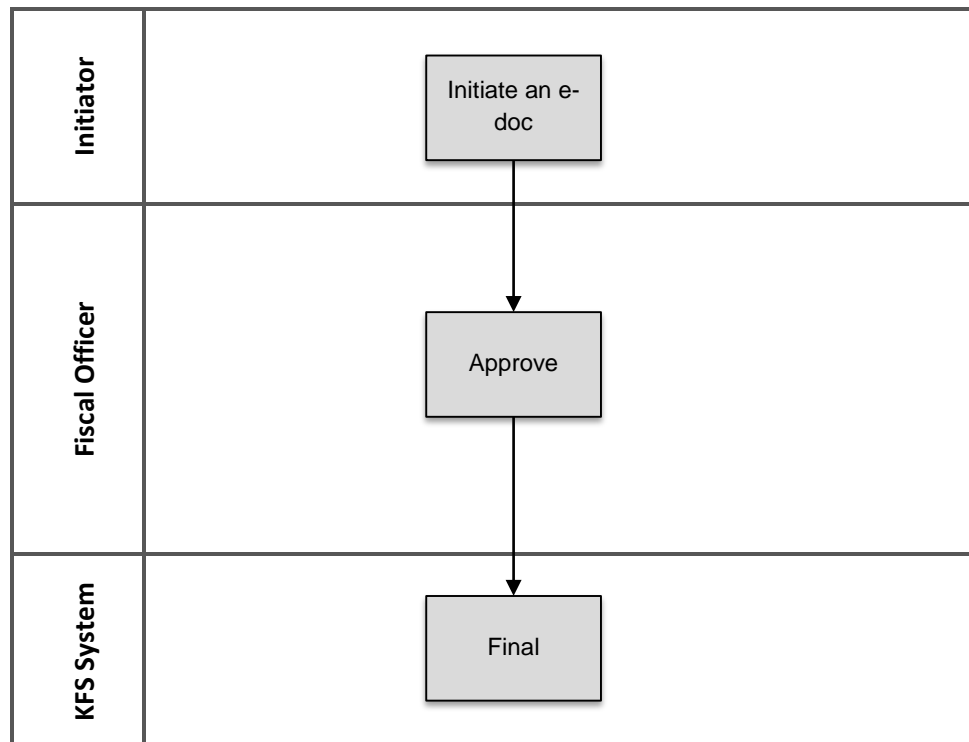 Initiator
Initiate an e-
doc
Fiscal Officer
Approve
KFS System
Final